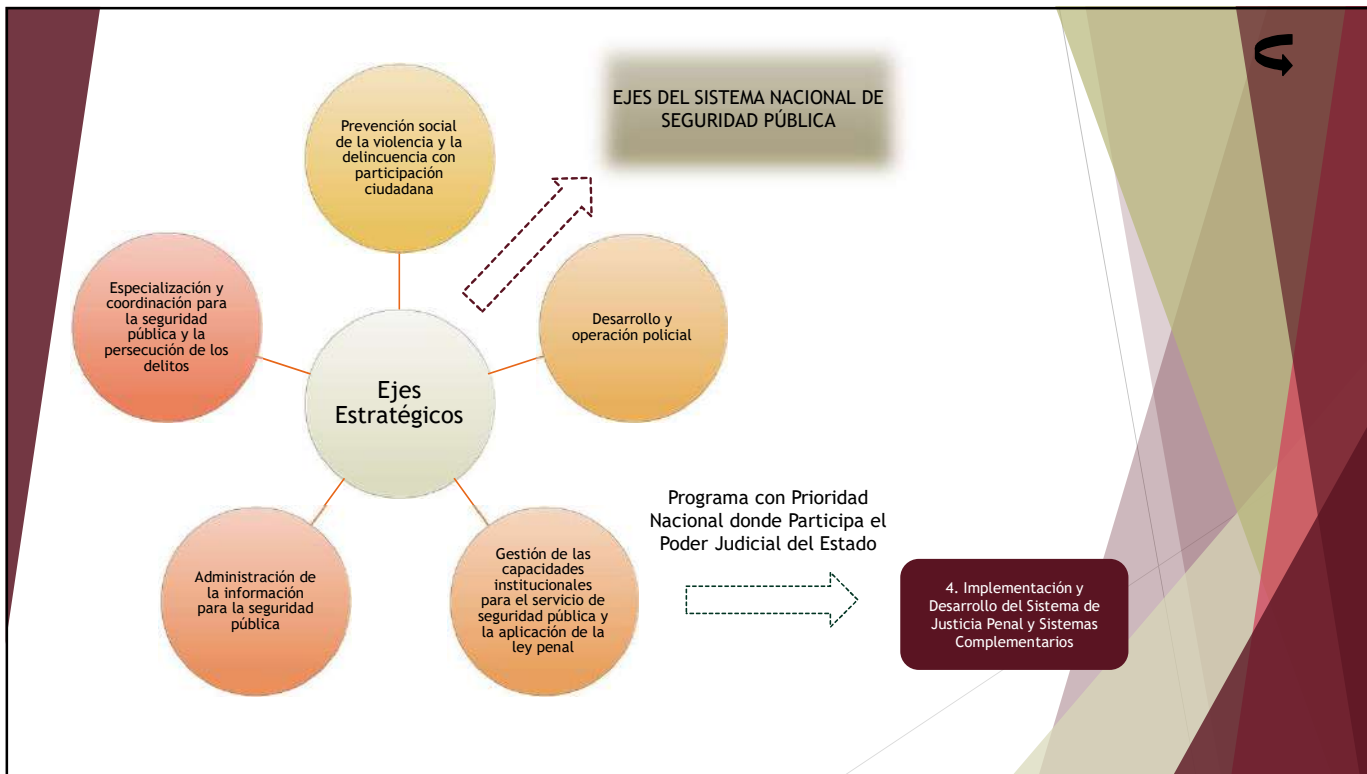 EJES DEL SISTEMA NACIONAL DE
SEGURIDAD PÚBLICA
Prevención social
de la violencia y la
delincuencia con
participación
ciudadana
Especialización y
coordinación para
la seguridad
pública y la
persecución de los
delitos
Desarrollo y
operación policial
Ejes
Estratégicos
Administración de
la información
para la seguridad
pública
Gestión de las
capacidades
institucionales
para el servicio de
seguridad pública y
la aplicación de la
ley penal
Programa con Prioridad
Nacional donde Participa el
Poder Judicial del Estado
4. Implementación y
Desarrollo del Sistema de
Justicia Penal y Sistemas
Complementarios